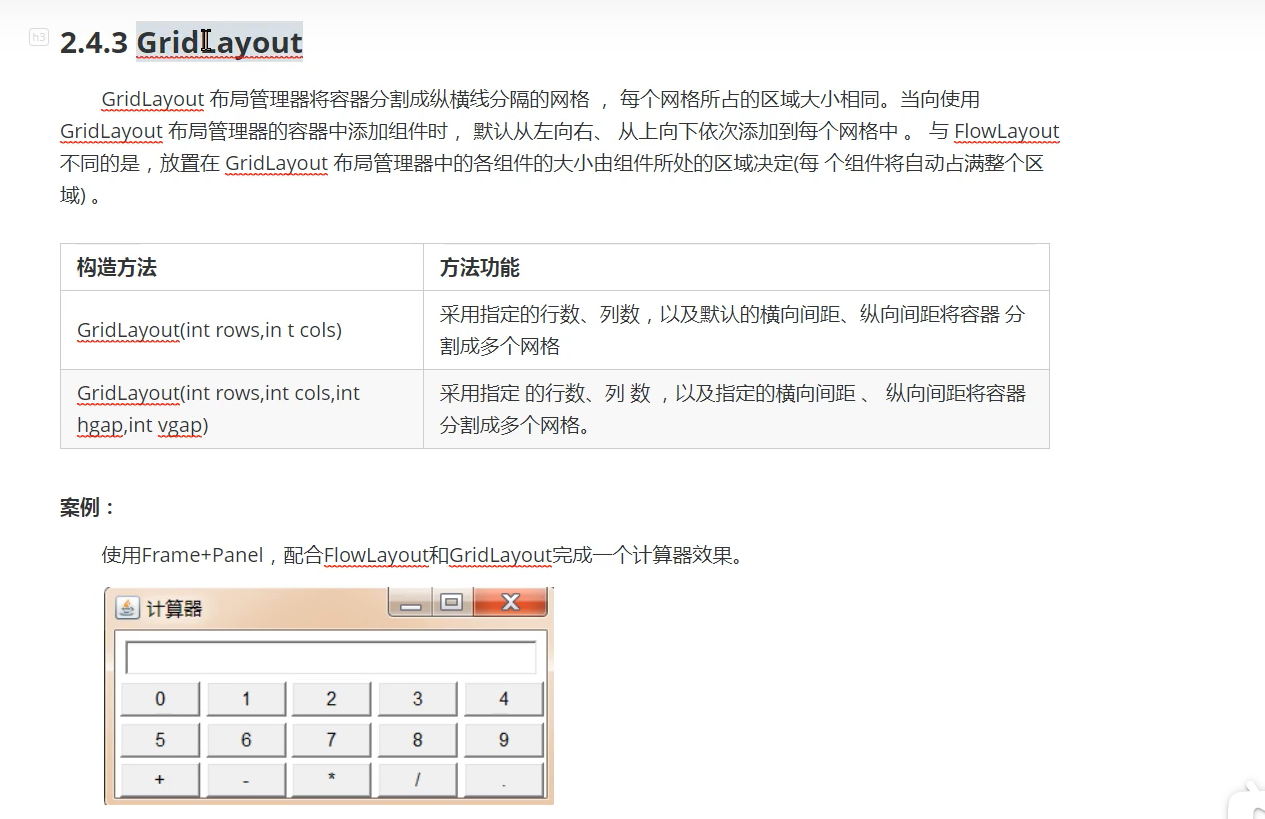 h3
2.4.3 GridLayout
GridLayout 布局管理器将容器分割成纵横线分隔的网格 ， 每个网格所占的区域大小相同。当向使用
GridLayout 布局管理器的容器中添加组件时， 默认从左向右、 从上向下依次添加到每个网格中 。 与 FlowLayout
不同的是，放置在 GridLayout 布局管理器中的各组件的大小由组件所处的区域决定(每 个组件将自动占满整个区
域) 。
构造方法 方法功能
GridLayout(int rows,in t cols)
采用指定的行数、列数，以及默认的横向间距、纵向间距将容器 分
割成多个网格
GridLayout(int rows,int cols,int
hgap,int vgap)
采用指定 的行数、列 数 ，以及指定的横向间距 、 纵向间距将容器
分割成多个网格。
案例：
使用Frame+Panel，配合FlowLayout和GridLayout完成一个计算器效果。
计算器
0 1 2 3 4
5 6 7 8 9
+ - * / .